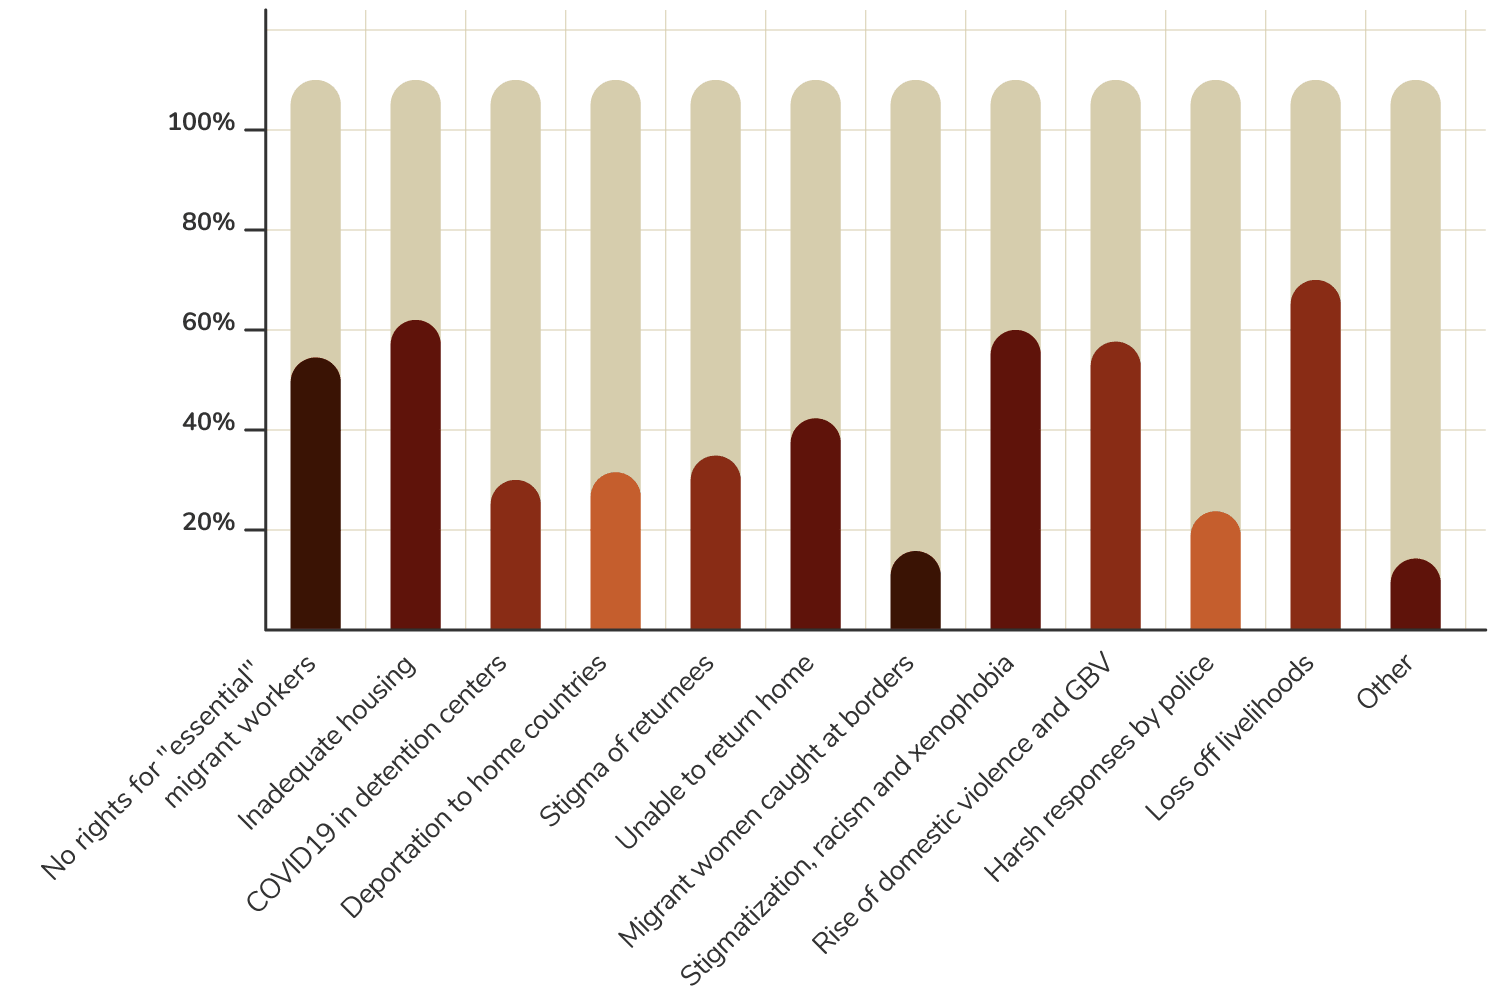 100%
80%
60%
40%
20%
No rights for "essential"
migrant workers
Inadequate housing
COVID19 in detention centers
Deportation to home countries
Stigma of returnees
Unable to return home
Migrant women caught at borders
Stigmatization, racism and xenophobia
Rise of domestic violence and GBV
Harsh responses by police
Loss off livelihoods
Other